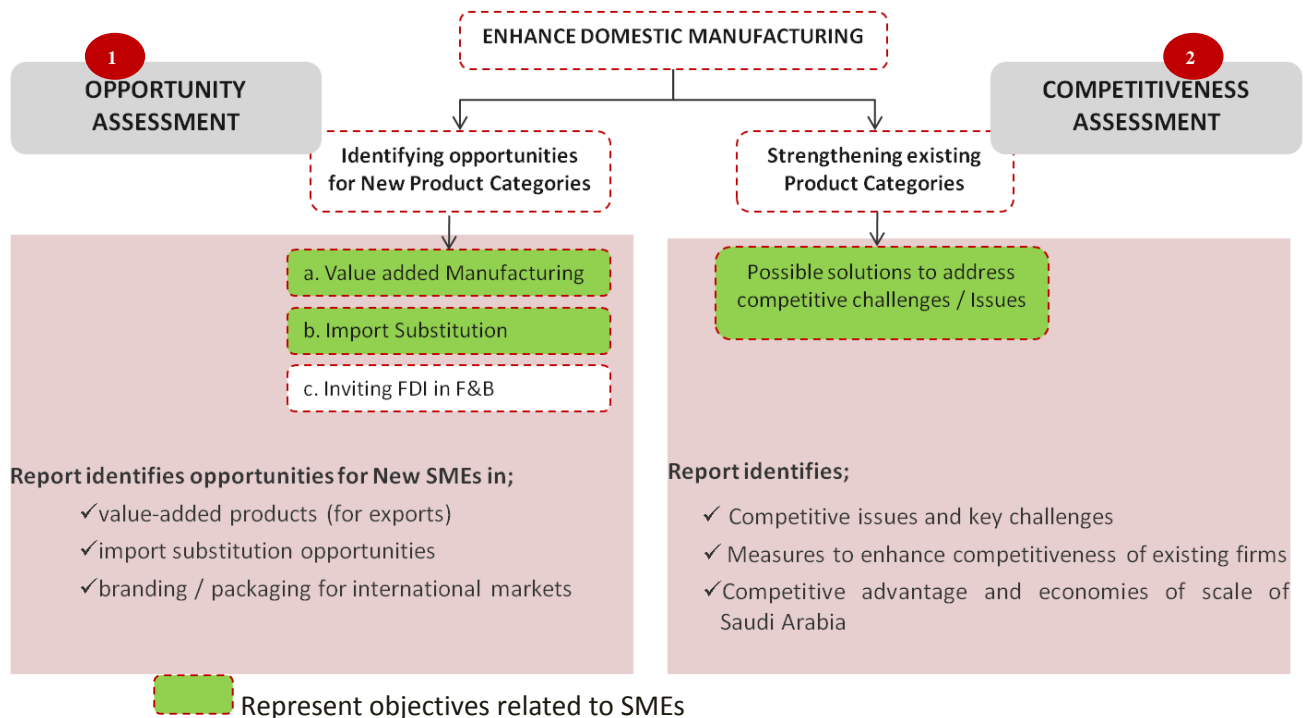 ENHANCE DOMESTIC MANUFACTURING
1
OPPORTUNITY
ASSESSMENT
2
COMPETITIVENESS
ASSESSMENT
Identifying opportunities
for New Product Categories
Strengthening existing
Product Categories
a. Value added Manufacturing
b. Import Substitution
c. Inviting FDI in F&B
Possible solutions to address
competitive challenges / Issues
Report identifies opportunities for New SMEs in;
✓value-added products (for exports)
✓import substitution opportunities
✓branding / packaging for international markets
Report identifies;
✓ Competitive issues and key challenges
✓ Measures to enhance competitiveness of existing firms
✓Competitive advantage and economies of scale of
Saudi Arabia
Represent objectives related to SMEs